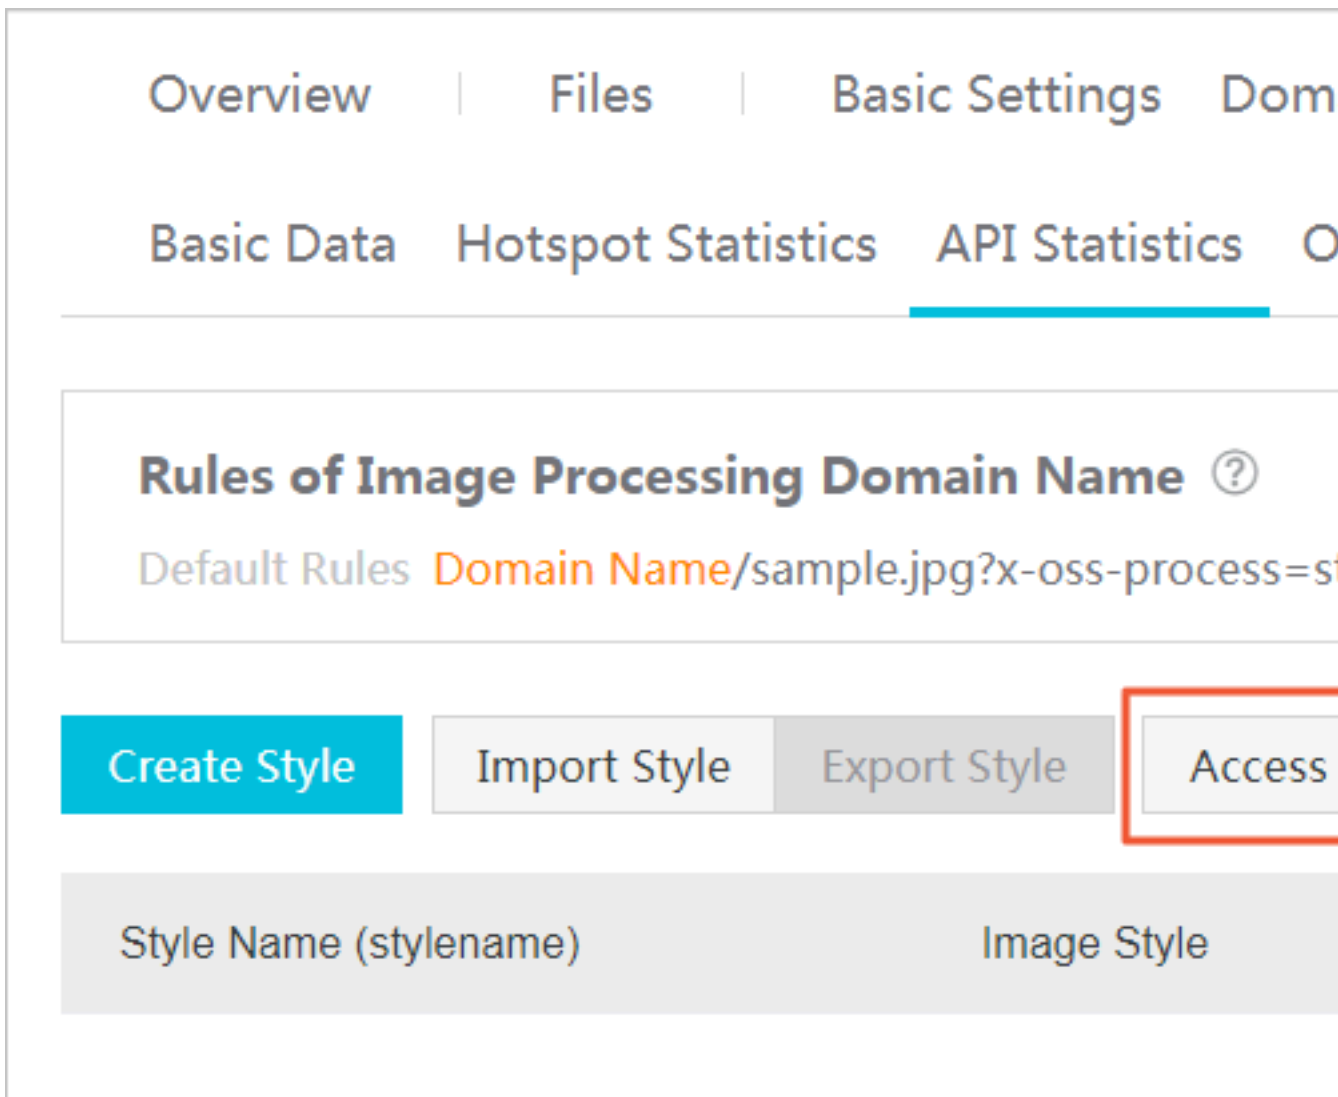 Overview Files Basic Settings Dom
Basic Data Hotspot Statistics API Statistics O
Rules of Image Processing Domain Name ?
Default Rules Domain Name/sample.jpg?x-oss-process=st
Create Style Import Style Export Style Access
Style Name (stylename) Image Style